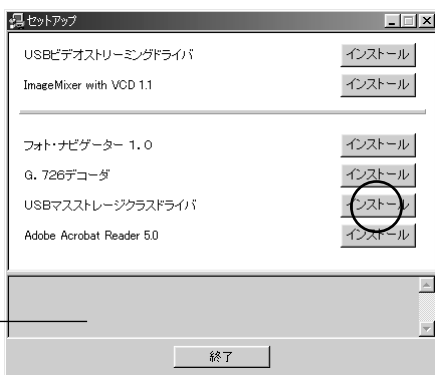 セットアップ
USBビデオストリーミングドライバ インストール
ImageMixer with VCD 1.1 インストール
フォト・ナビゲーター 1.0 インストール
G. 726デコーダ インストール
USBマスストレージクラスドライバ インストール
Adobe Acrobat Reader 5.0 インストール
終了